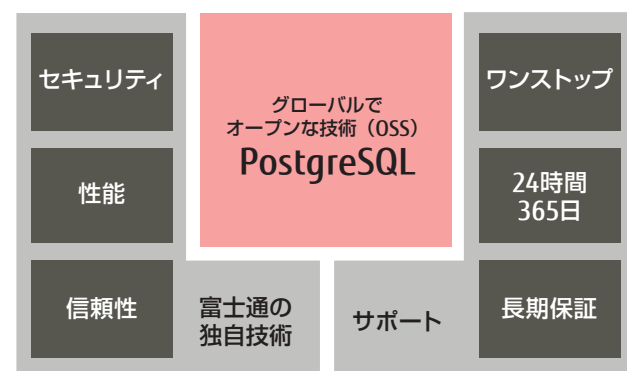 セキュリティ
性能
信頼性
富士通の
独自技術
グローバルで
オープンな技術（OSS）
PostgreSQL
ワンストップ
24時間
365日
長期保証
サポート